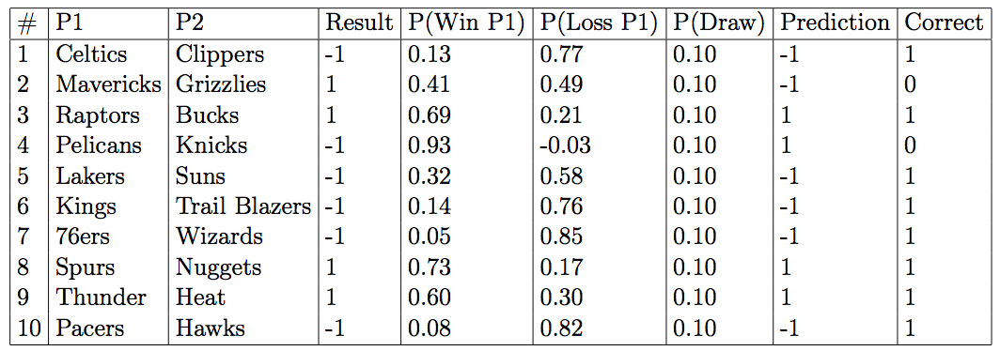 # P1 P2 Result P(Win P1) P(Loss P1) P(Draw) Prediction Correct
1 Celtics Clippers -1 0.13 0.77 0.10 -1 1
2 Mavericks Grizzlies 1 0.41 0.49 0.10 -1 0
3 Raptors Bucks 1 0.69 0.21 0.10 1 1
4 Pelicans Knicks -1 0.93 -0.03 0.10 1 0
5 Lakers Suns -1 0.32 0.58 0.10 -1 1
6 Kings Trail Blazers -1 0.14 0.76 0.10 -1 1
7 76ers Wizards -1 0.05 0.85 0.10 -1 1
8 Spurs Nuggets 1 0.73 0.17 0.10 1 1
9 Thunder Heat 1 0.60 0.30 0.10 1 1
10 Pacers Hawks -1 0.08 0.82 0.10 -1 1